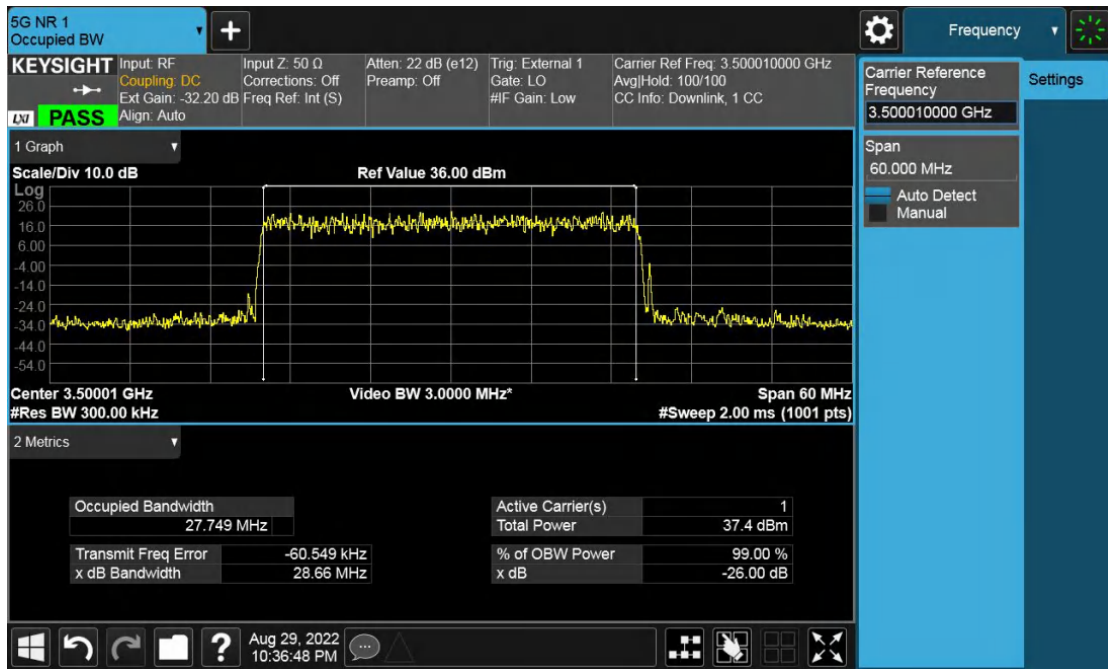 5G NR 1
Occupied BW
Frequency
KEYSIGHT
LXI PASS
Input: RF
Coupling: DC
Ext Gain: -32.20 dB
Align: Auto
Input Z: 50 Ω
Corrections: Off
Freq Ref: Int (S)
Atten: 22 dB (e12)
Preamp: Off
Trig: External 1
Gate: LO
#IF Gain: Low
Carrier Ref Freq: 3.500010000 GHz
Avg|Hold: 100/100
CC Info: Downlink, 1 CC
Carrier Reference
Frequency
3.500010000 GHz
Settings
Span
60.000 MHz
Auto Detect
Manual
1 Graph
Scale/Div 10.0 dB
Ref Value 36.00 dBm
Log
26.0
16.0
6.00
-4.00
-14.0
-24.0
-34.0
-44.0
-54.0
Center 3.50001 GHz
Video BW 3.0000 MHz*
Span 60 MHz
#Res BW 300.00 kHz
#Sweep 2.00 ms (1001 pts)
2 Metrics
Occupied Bandwidth
27.749 MHz
Transmit Freq Error -60.549 kHz
x dB Bandwidth 28.66 MHz
Active Carrier(s) 1
Total Power 37.4 dBm
% of OBW Power 99.00 %
x dB -26.00 dB
?
Aug 29, 2022
10:36:48 PM